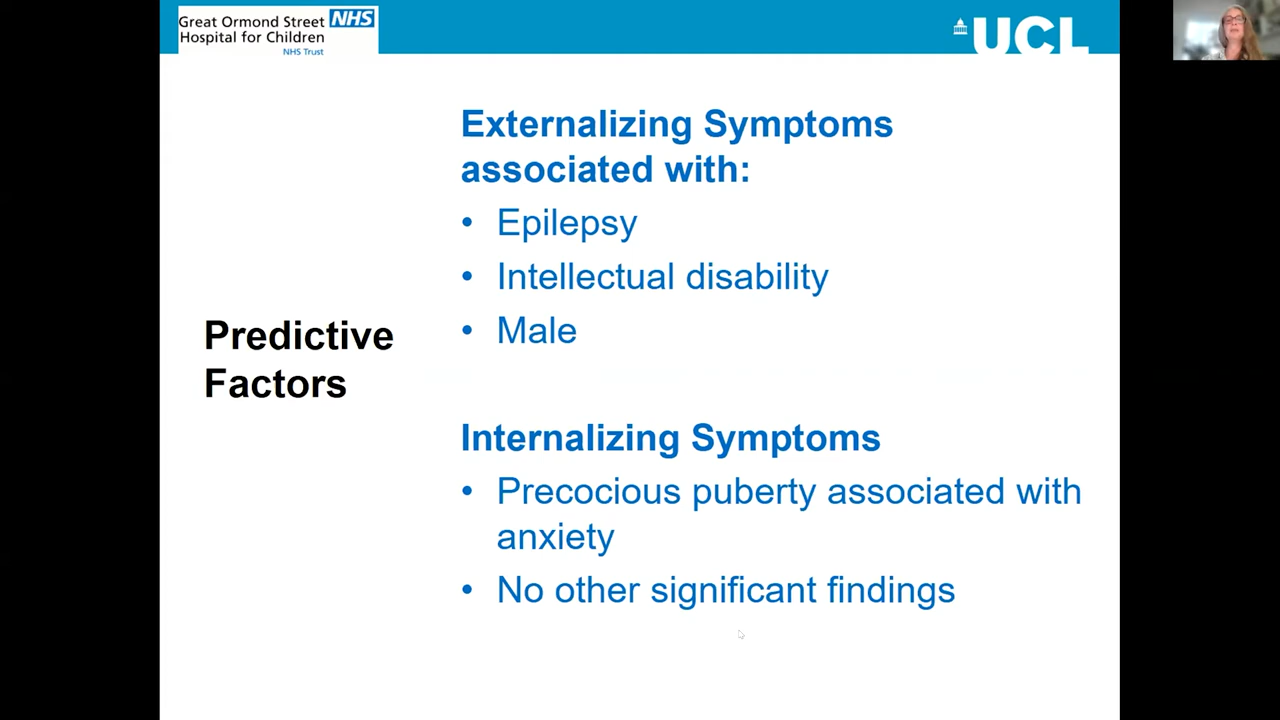 Great Ormond Street NHS
Hospital for Children
NHS Trust
UCL
Externalizing Symptoms
associated with:
• Epilepsy
• Intellectual disability
• Male
Predictive
Factors
Internalizing Symptoms
• Precocious puberty associated with
anxiety
• No other significant findings